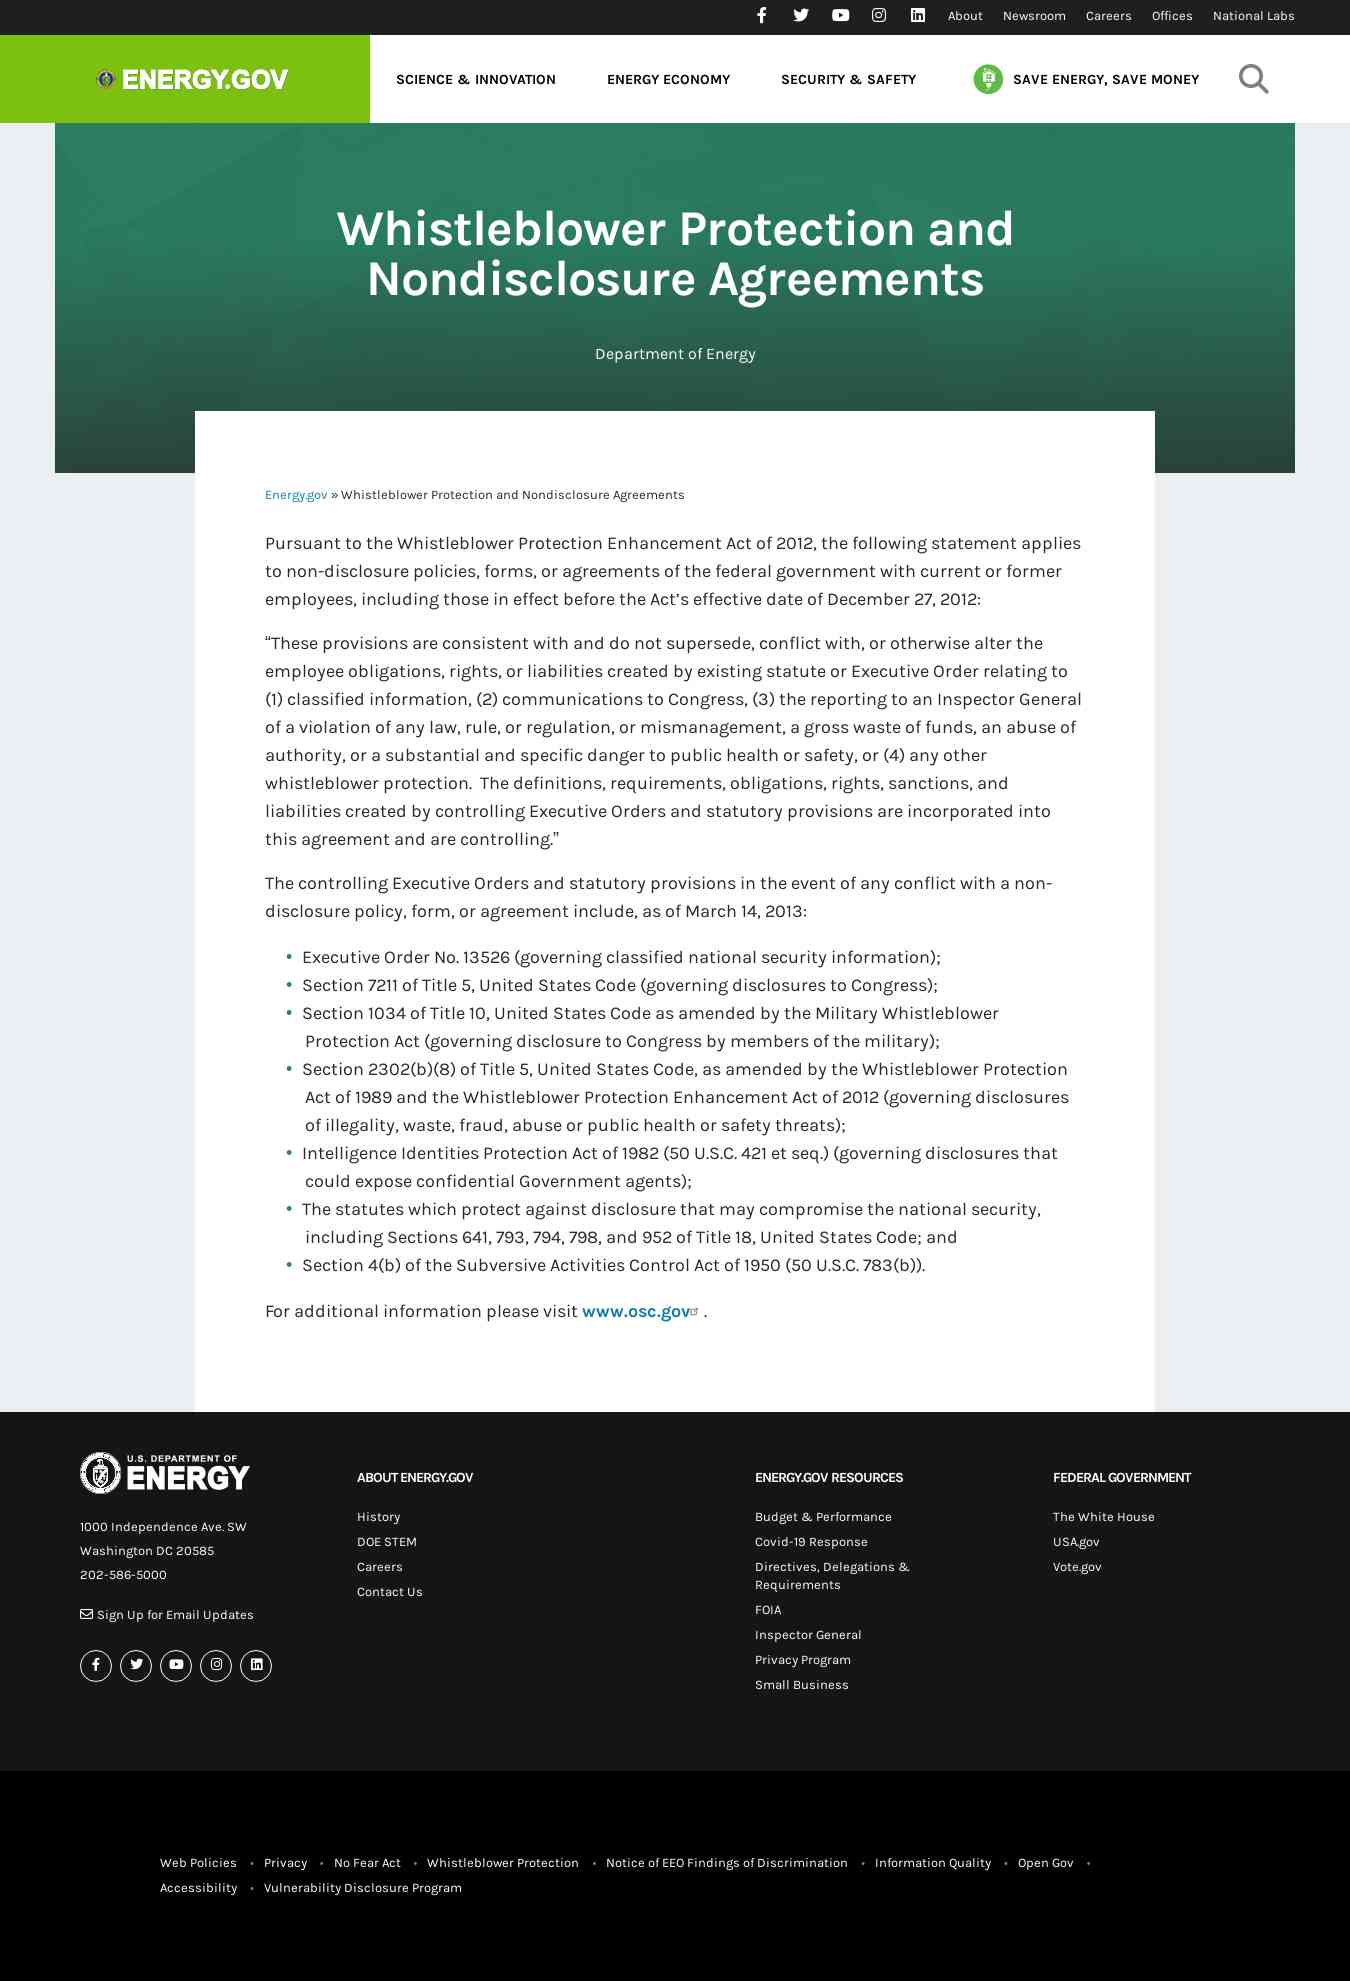 About Newsroom Careers Offices National Labs
ENERGY.GOV
SCIENCE & INNOVATION ENERGY ECONOMY SECURITY & SAFETY SAVE ENERGY, SAVE MONEY
Whistleblower Protection and
Nondisclosure Agreements
Department of Energy
Energy.gov » Whistleblower Protection and Nondisclosure Agreements
Pursuant to the Whistleblower Protection Enhancement Act of 2012, the following statement applies
to non-disclosure policies, forms, or agreements of the federal government with current or former
employees, including those in effect before the Act's effective date of December 27, 2012:
"These provisions are consistent with and do not supersede, conflict with, or otherwise alter the
employee obligations, rights, or liabilities created by existing statute or Executive Order relating to
(1) classified information, (2) communications to Congress, (3) the reporting to an Inspector General
of a violation of any law, rule, or regulation, or mismanagement, a gross waste of funds, an abuse of
authority, or a substantial and specific danger to public health or safety, or (4) any other
whistleblower protection.  The definitions, requirements, obligations, rights, sanctions, and
liabilities created by controlling Executive Orders and statutory provisions are incorporated into
this agreement and are controlling."
The controlling Executive Orders and statutory provisions in the event of any conflict with a non-
disclosure policy, form, or agreement include, as of March 14, 2013:
• Executive Order No. 13526 (governing classified national security information);
• Section 7211 of Title 5, United States Code (governing disclosures to Congress);
• Section 1034 of Title 10, United States Code as amended by the Military Whistleblower
Protection Act (governing disclosure to Congress by members of the military);
• Section 2302(b)(8) of Title 5, United States Code, as amended by the Whistleblower Protection
Act of 1989 and the Whistleblower Protection Enhancement Act of 2012 (governing disclosures
of illegality, waste, fraud, abuse or public health or safety threats);
• Intelligence Identities Protection Act of 1982 (50 U.S.C. 421 et seq.) (governing disclosures that
could expose confidential Government agents);
• The statutes which protect against disclosure that may compromise the national security,
including Sections 641, 793, 794, 798, and 952 of Title 18, United States Code; and
• Section 4(b) of the Subversive Activities Control Act of 1950 (50 U.S.C. 783(b)).
For additional information please visit www.osc.gov .
U.S. DEPARTMENT OF
ENERGY
1000 Independence Ave. SW
Washington DC 20585
202-586-5000
Sign Up for Email Updates
ABOUT ENERGY.GOV
History
DOE STEM
Careers
Contact Us
ENERGY.GOV RESOURCES
Budget & Performance
Covid-19 Response
Directives, Delegations &
Requirements
FOIA
Inspector General
Privacy Program
Small Business
FEDERAL GOVERNMENT
The White House
USA.gov
Vote.gov
Web Policies • Privacy • No Fear Act • Whistleblower Protection • Notice of EEO Findings of Discrimination • Information Quality • Open Gov •
Accessibility • Vulnerability Disclosure Program